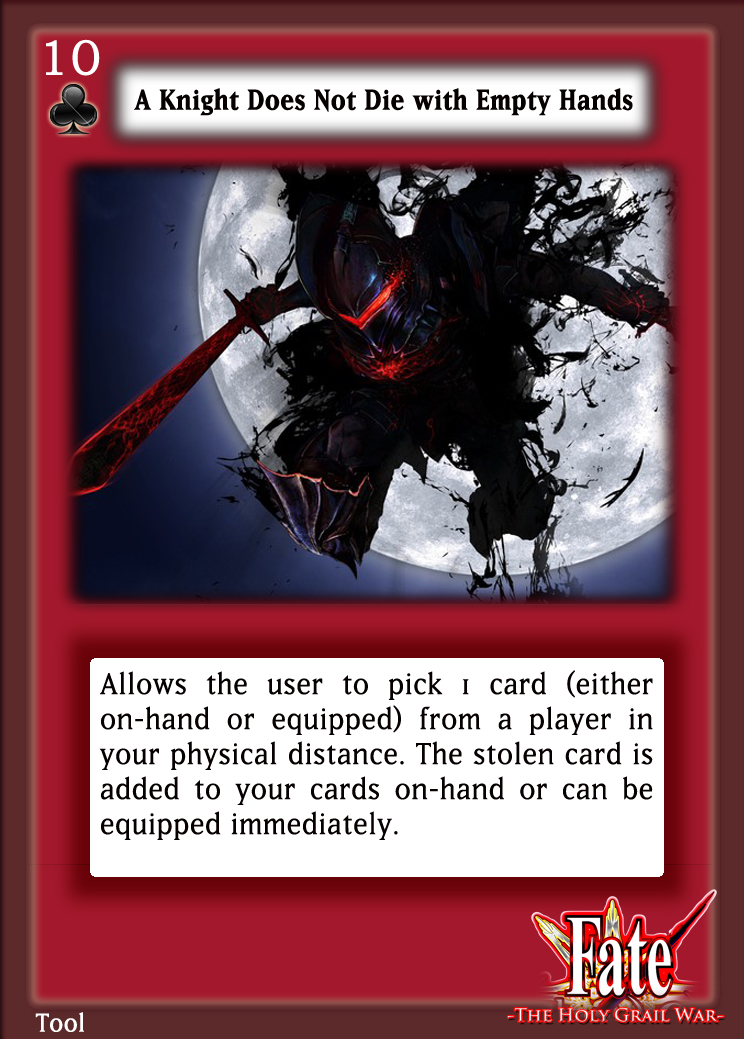 10
A Knight Does Not Die with Empty Hands
Allows the user to pick 1 card (either
on-hand or equipped) from a player in
your physical distance. The stolen card is
added to your cards on-hand or can be
equipped immediately.
Fate
-The Holy Grail War-
Tool